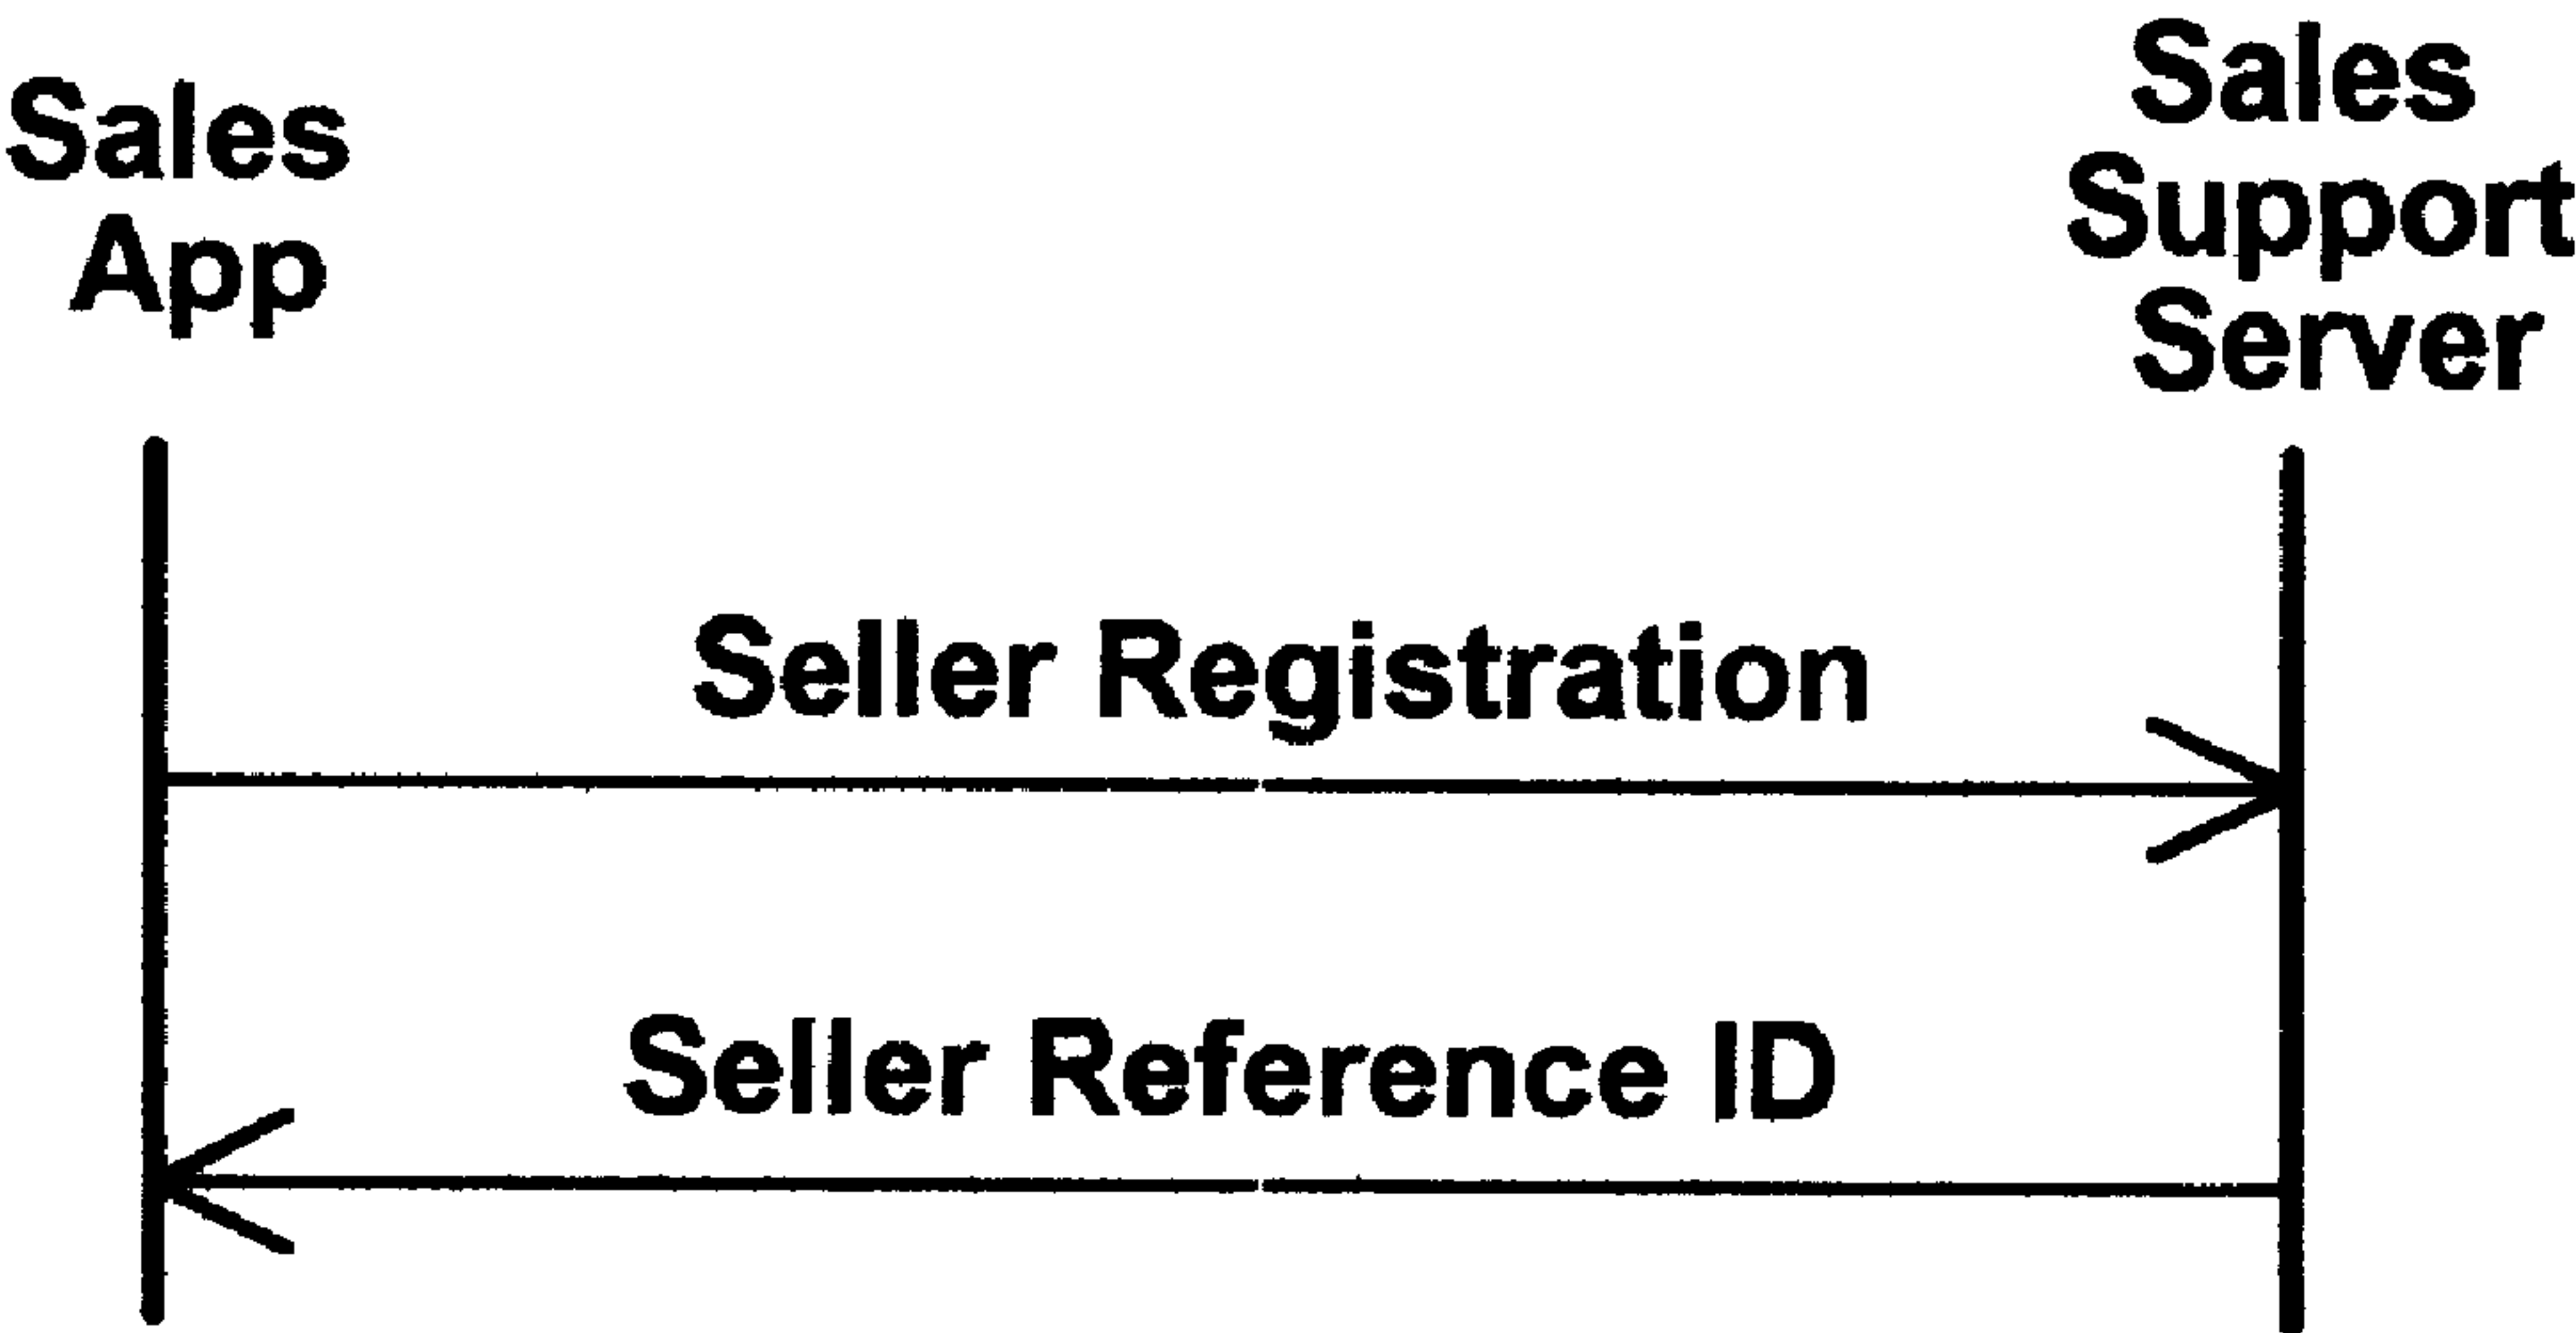 Sales
App
Sales
Support
Server
Seller Registration
Seller Reference ID